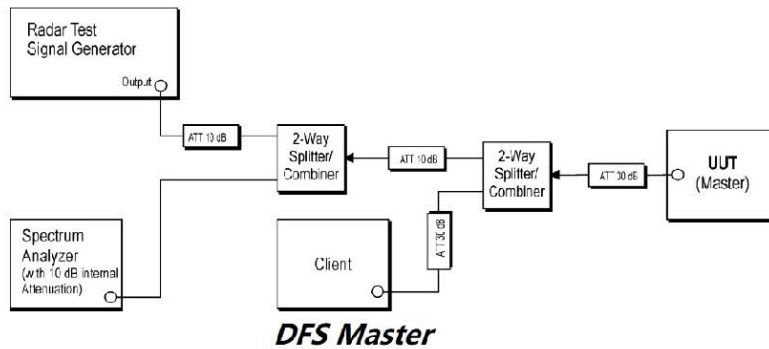 Radar Test
Signal Generator
Output
ATT 10 dB
2-Way
Splitter/
Combiner
ATT 10 dB
2-Way
Splitter/
Combiner
ATT 30 dB
UUT
(Master)
Spectrum
Analyzer
(with 10 dB internal
Attenuation)
Client
ATT 30 dB
DFS Master